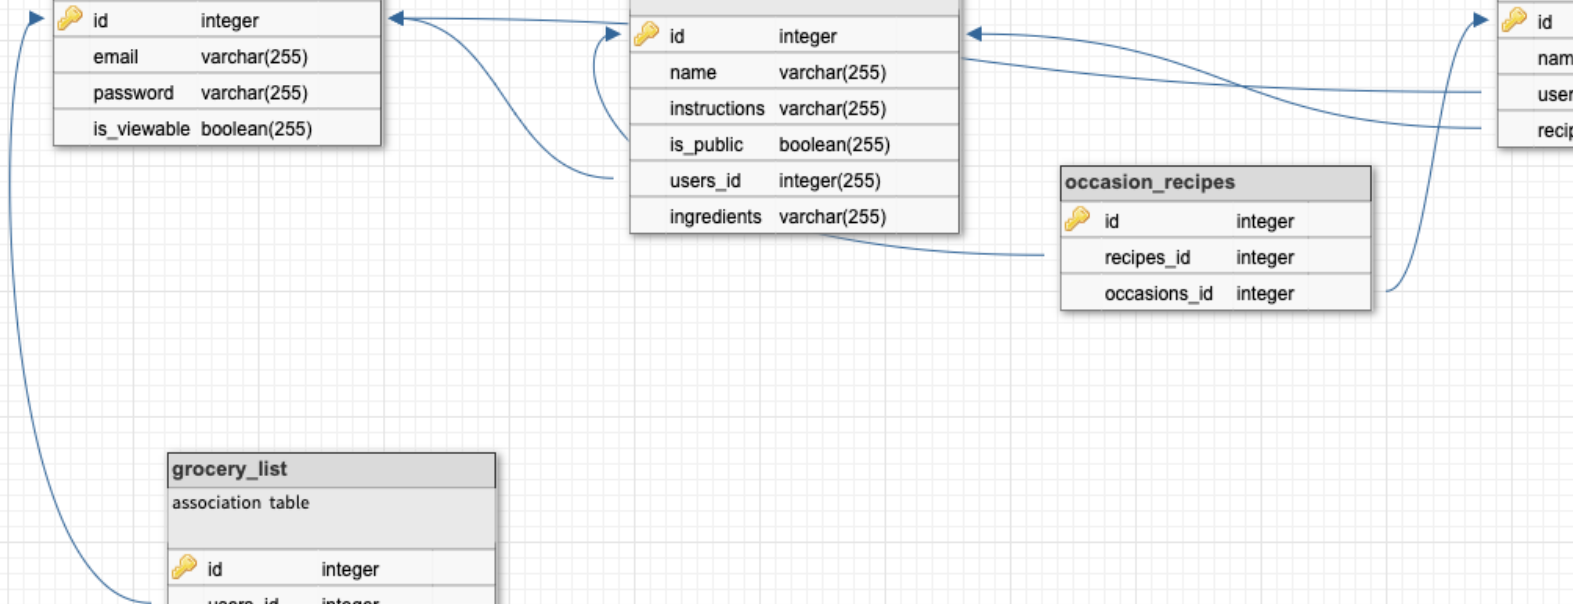 id integer
email varchar(255)
password varchar(255)
is_viewable boolean(255)
id integer
name varchar(255)
instructions varchar(255)
is_public boolean(255)
users_id integer(255)
ingredients varchar(255)
id
occasion_recipes
id integer
recipes_id integer
occasions_id integer
grocery_list
association table
id integer
users_id integer